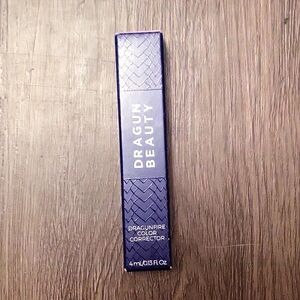 DRAGUN
BEAUTY
DRAGUNFIRE
COLOR
CORRECTOR
4 ml/0.13 Fl Oz